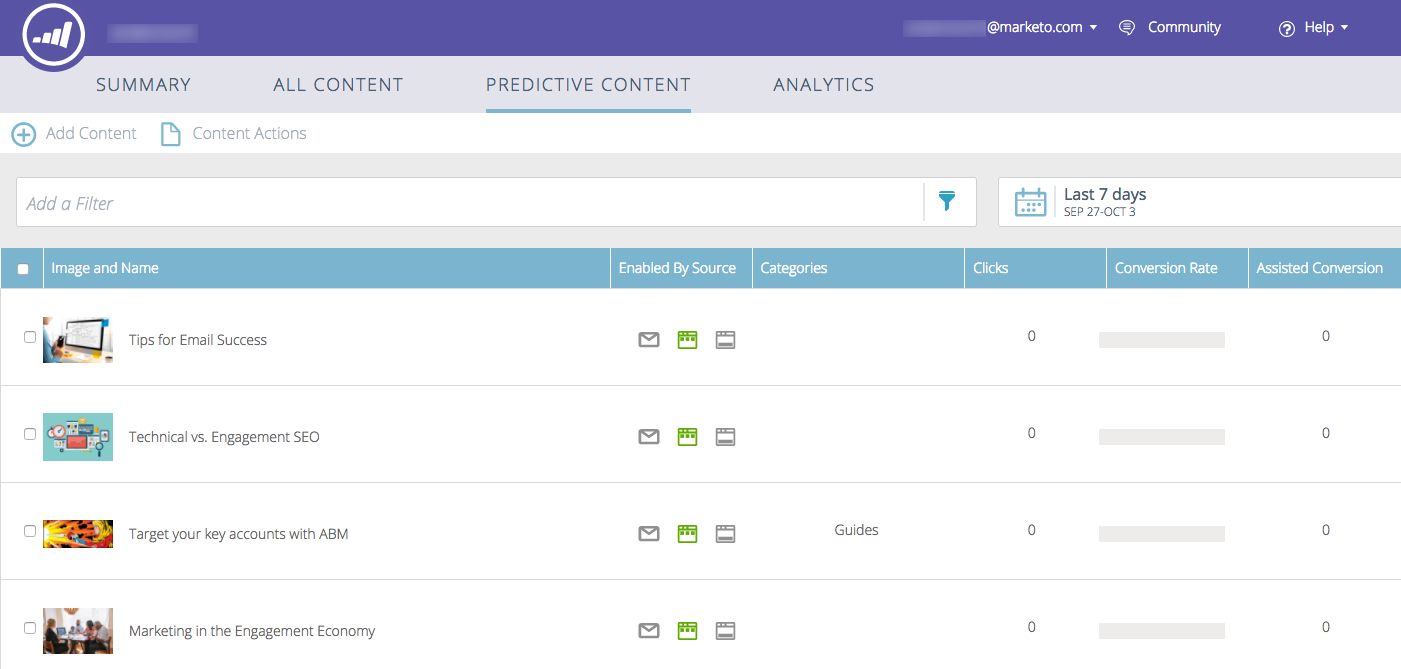 @marketo.com Community Help
SUMMARY ALL CONTENT PREDICTIVE CONTENT ANALYTICS
Add Content Content Actions
Add a Filter
Last 7 days
SEP 27-OCT 3
Image and Name Enabled By Source Categories Clicks Conversion Rate Assisted Conversion
Tips for Email Success 0 0
Technical vs. Engagement SEO 0 0
Target your key accounts with ABM Guides 0 0
Marketing in the Engagement Economy 0 0